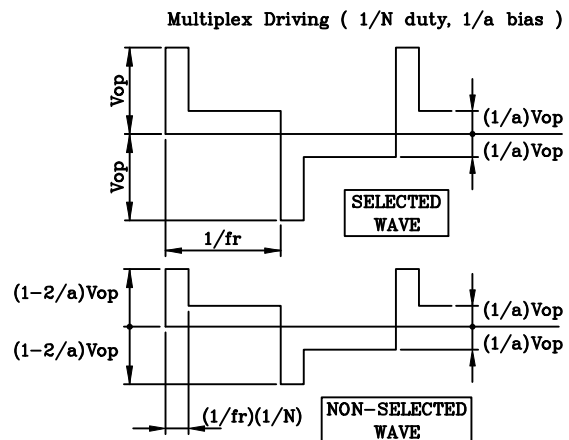 Multiplex Driving ( 1/N duty, 1/a bias )
Vop
Vop
(1/a)Vop
(1/a)Vop
SELECTED
WAVE
1/fr
(1-2/a)Vop
(1-2/a)Vop
(1/a)Vop
(1/a)Vop
(1/fr)(1/N)
NON-SELECTED
WAVE